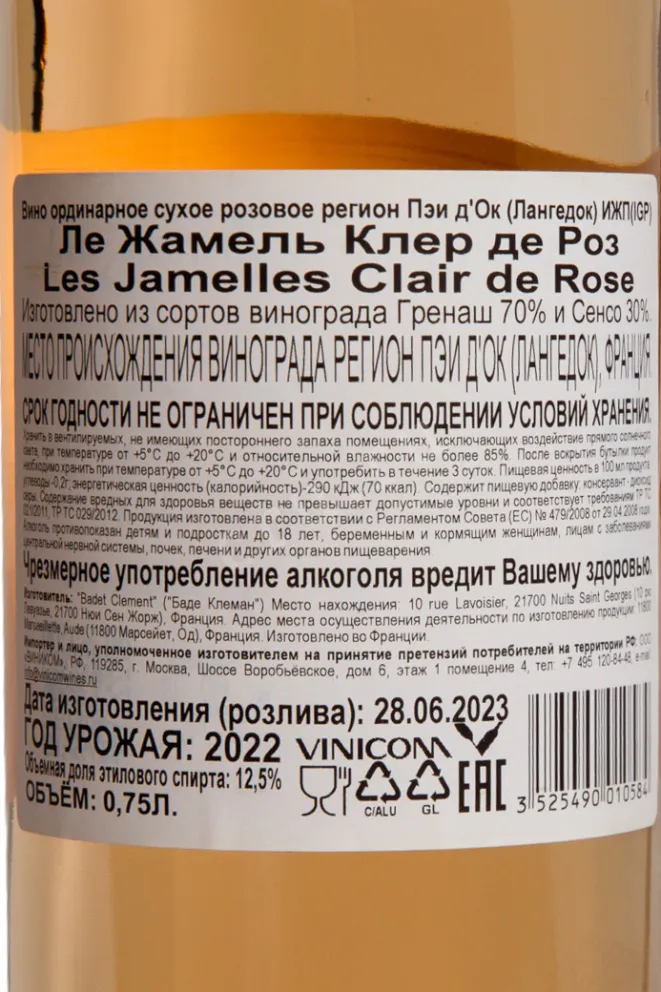 Вино ординарное сухое розовое регион Пэи д'Ок (Лангедок) ИЖП(IGP)
Ле Жамель Клер де Роз
Les Jamelles Clair de Rose
Изготовлено из сортов винограда Гренаш 70% и Сенсо 30%.
МЕСТО ПРОИСХОЖДЕНИЯ ВИНОГРАДА РЕГИОН ПЭИ Д'ОК (ЛАНГЕДОК), ФРАНЦИЯ
СРОК ГОДНОСТИ НЕ ОГРАНИЧЕН ПРИ СОБЛЮДЕНИИ УСЛОВИЙ ХРАНЕНИЯ.
Хранить в вентилируемых, не имеющих постороннего запаха помещениях, исключающих воздействие прямого солнечного
света, при температуре от +5°С до +20°С и относительной влажности не более 85%. После вскрытия бутылки продукт
необходимо хранить при температуре от +5°С до +20°С и употребить в течение 3 суток. Пищевая ценность в 100 мл продукта:
углеводы -0,2г, энергетическая ценность (калорийность)-290 кДж (70 ккал). Содержит пищевую добавку, консервант - диоксид
серы. Содержание вредных для здоровья веществ не превышает допустимые уровни и соответствует требованиям ТР ТС
021/2011, ТР ТС 029/2012. Продукция изготовлена в соответствии с Регламентом Совета (ЕС) № 479/2008 от 29.04.2008 года
Алкоголь противопоказан детям и подросткам до 18 лет, беременным и кормящим женщинам, лицам с заболеваниями
центральной нервной системы, почек, печени и других органов пищеварения
Чрезмерное употребление алкоголя вредит Вашему здоровью.
Изготовитель: "Badet Clement" ("Баде Клеман") Место нахождения: 10 rue Lavoisier, 21700 Nuits Saint Georges (10 рю
Лавуазье, 21700 Нюи Сен Жорж), Франция. Адрес места осуществления деятельности по изготовлению продукции: 11800
Marseillette, Aude (11800 Марсейет, Од), Франция. Изготовлено во Франции.
Импортер и лицо, уполномоченное изготовителем на принятие претензий потребителей на территории РФ: ООО
«ВИНИКОМ», РФ, 119285, г. Москва, Шоссе Воробьёвское, дом 6, этаж 1 помещение 4, тел: +7 495 120-84-48, e-mail:
info@vinicomwines.ru
Дата изготовления (розлива): 28.06.2023
ГОД УРОЖАЯ: 2022 VINICOM
Объемная доля этилового спирта: 12,5%
ОБЪЁМ: 0,75Л.
C/ALU GL EAC
3 525490 010584